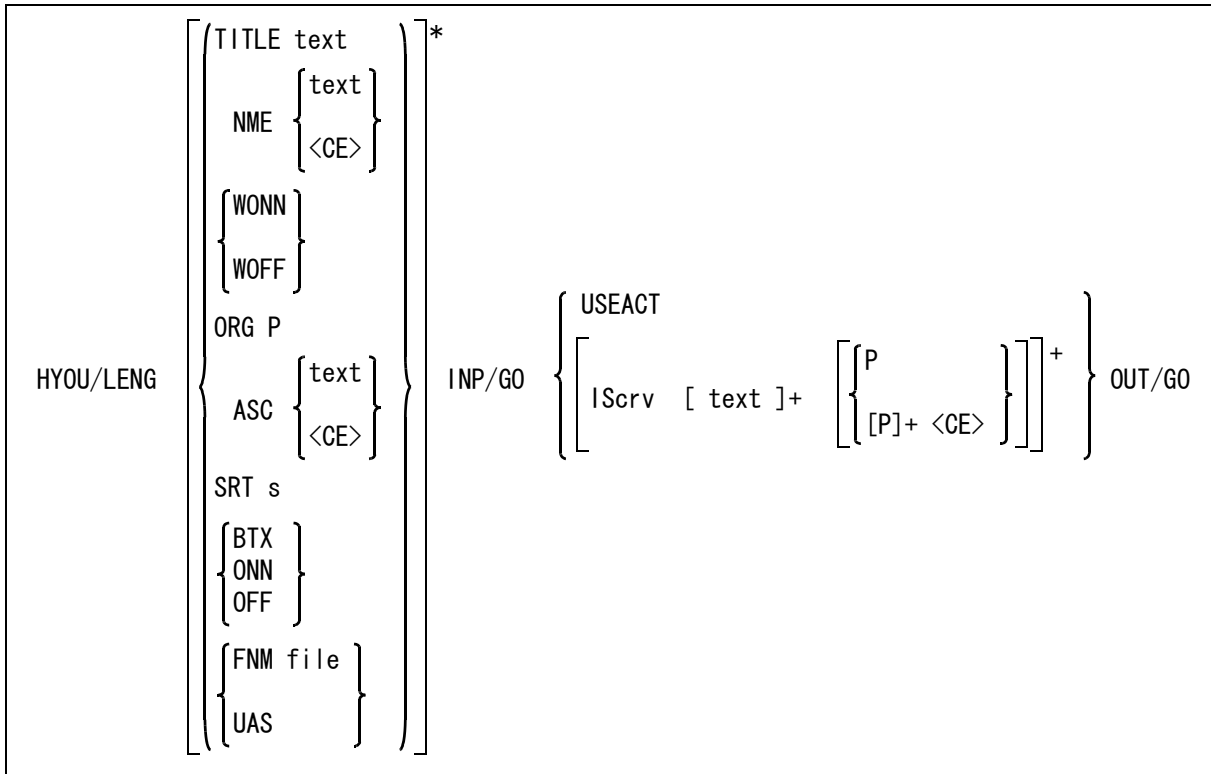 TITLE text
*
NME
text
<CE>
WONN
WOFF
ORG P
ASC
text
<CE>
SRT s
BTX
ONN
OFF
FNM file
UAS
HYOU/LENG
INP/GO
USEACT
IScrv [ text ]+
P
[P]+ <CE>
+
OUT/GO